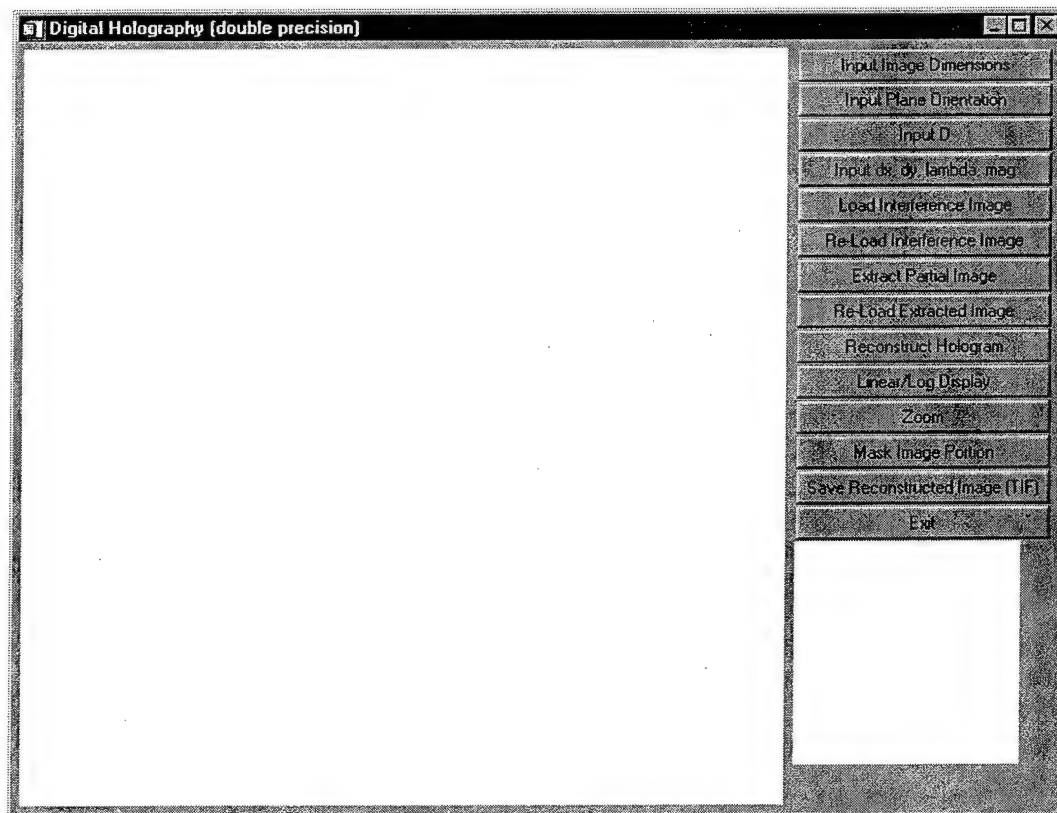 Digital Holography (double precision)
Input Image Dimensions
Input Plane Orientation
Input D
Input dx, dy, lambda, mag
Load Interference Image
Re-Load Interference Image
Extract Partial Image
Re-Load Extracted Image
Reconstruct Hologram
Linear/Log Display
Zoom
Mask Image Portion
Save Reconstructed Image (TIF)
Exit